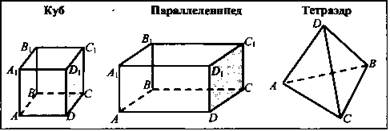 Куб
Параллелепипед
Тетраэдр
B₁ C₁
A₁ D₁
B C
A D
B₁ C₁
A₁ D₁
B C
A D
D
A B
C